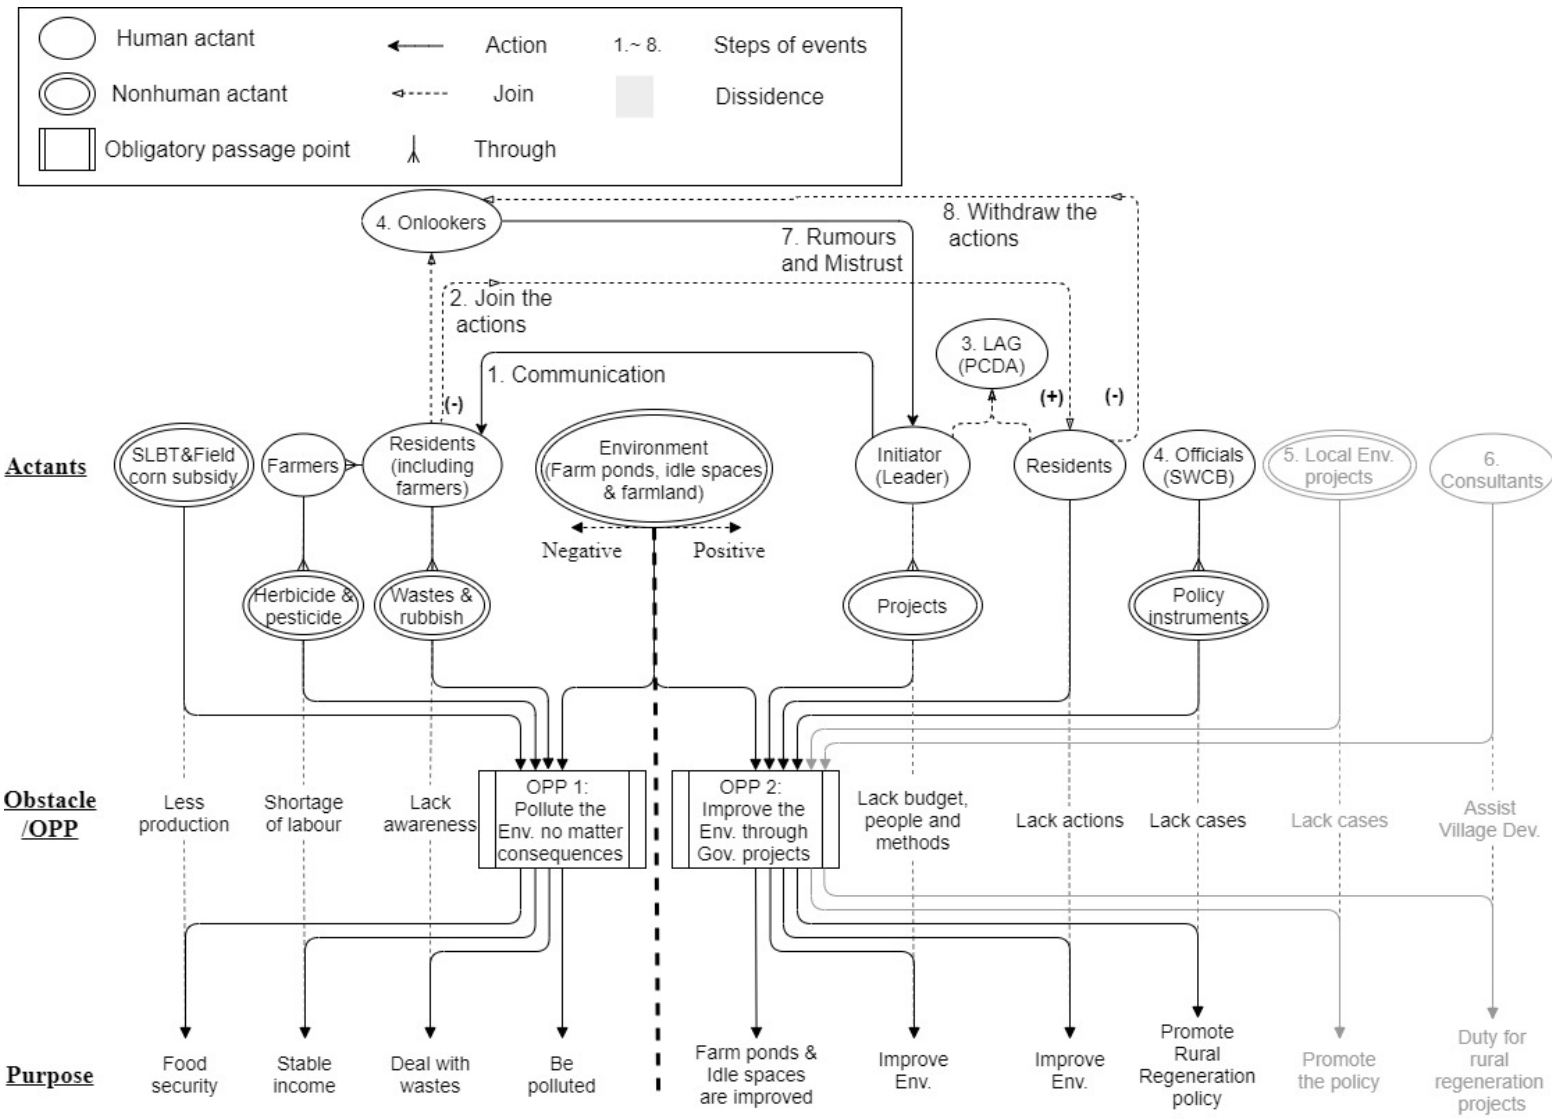 Human actant
Action
1.~ 8.
Steps of events
Nonhuman actant
Join
Dissidence
Obligatory passage point
Through
4. Onlookers
8. Withdraw the
actions
7. Rumours
and Mistrust
2. Join the
actions
3. LAG
(PCDA)
1. Communication
(-)
(+)
(-)
Actants
SLBT&Field
corn subsidy
Farmers
Residents
(including
farmers)
Environment
(Farm ponds, idle spaces
& farmland)
Initiator
(Leader)
Residents
4. Officials
(SWCB)
5. Local Env.
projects
6.
Consultants
Negative
Positive
Herbicide &
pesticide
Wastes &
rubbish
Projects
Policy
instruments
Obstacle
/OPP
Less
production
Shortage
of labour
Lack
awareness
OPP 1:
Pollute the
Env. no matter
consequences
OPP 2:
Improve the
Env. through
Gov. projects
Lack budget,
people and
methods
Lack actions
Lack cases
Lack cases
Assist
Village Dev.
Purpose
Food
security
Stable
income
Deal with
wastes
Be
polluted
Farm ponds &
Idle spaces
are improved
Improve
Env.
Improve
Env.
Promote
Rural
Regeneration
policy
Promote
the policy
Duty for
rural
regeneration
projects